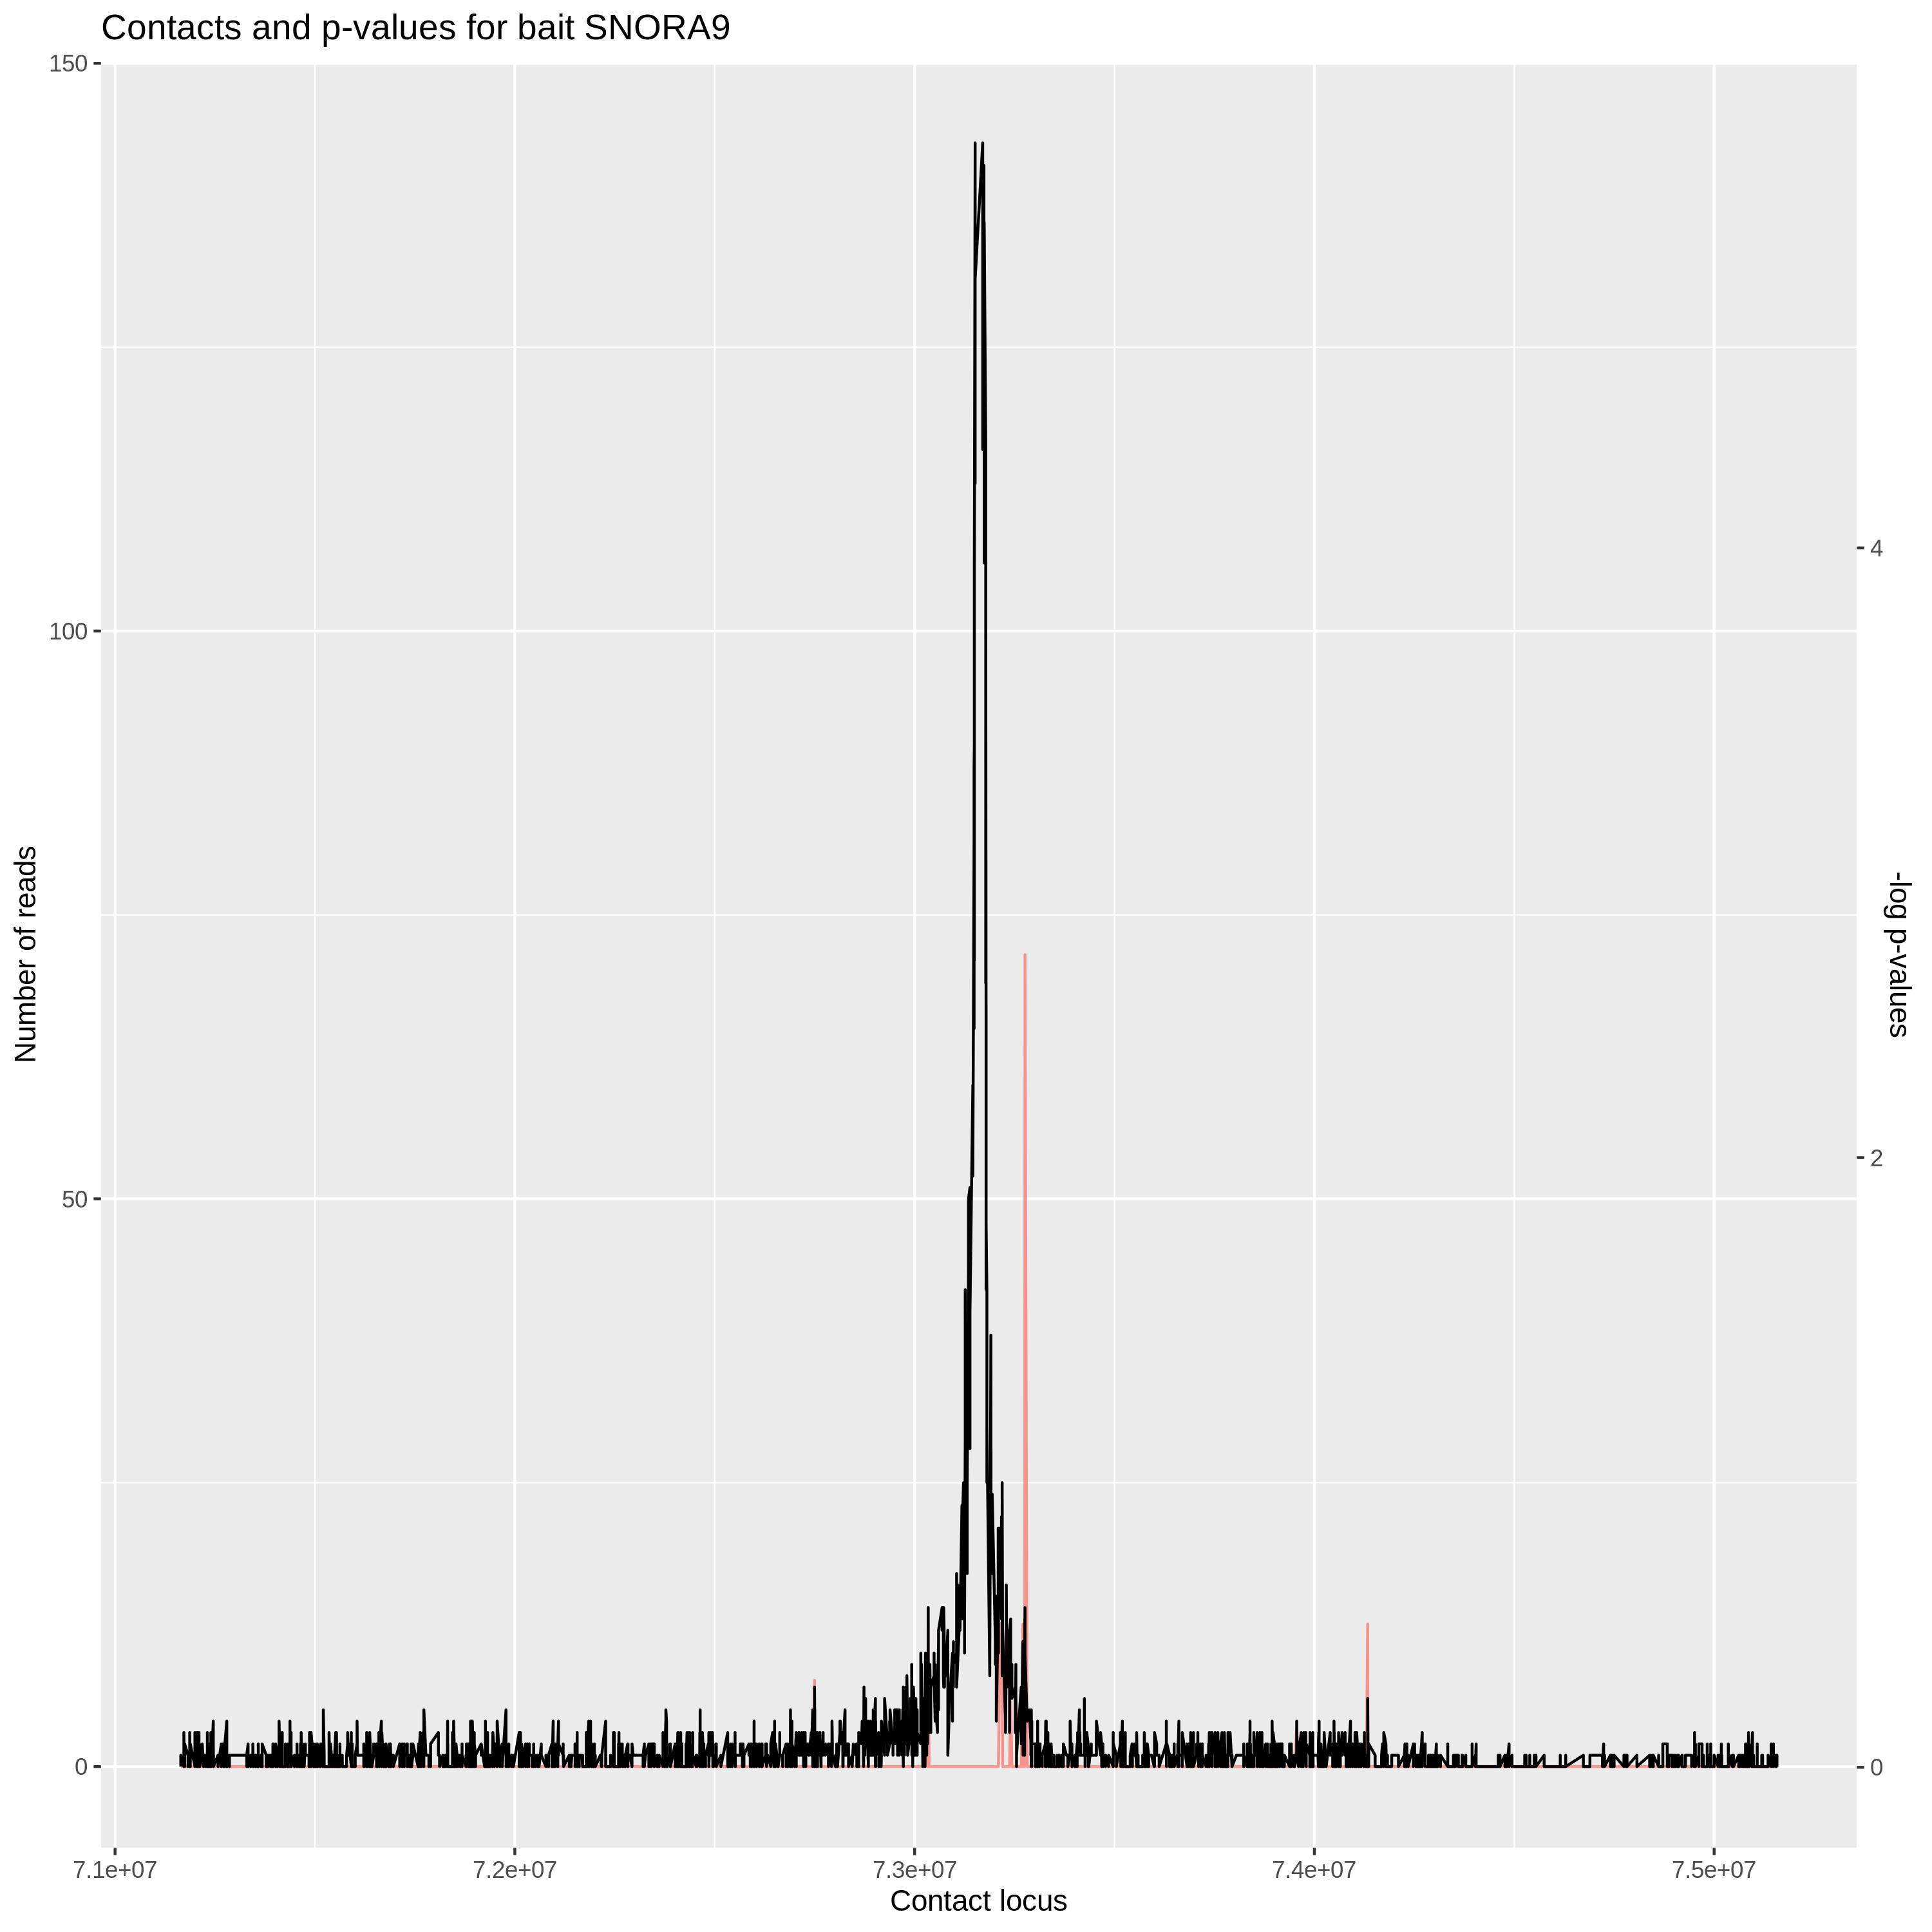 Contacts and p-values for bait SNORA9
150
100
50
0
Number of reads
4
2
0
-log p-values
7.1e+07
7.2e+07
7.3e+07
7.4e+07
7.5e+07
Contact locus